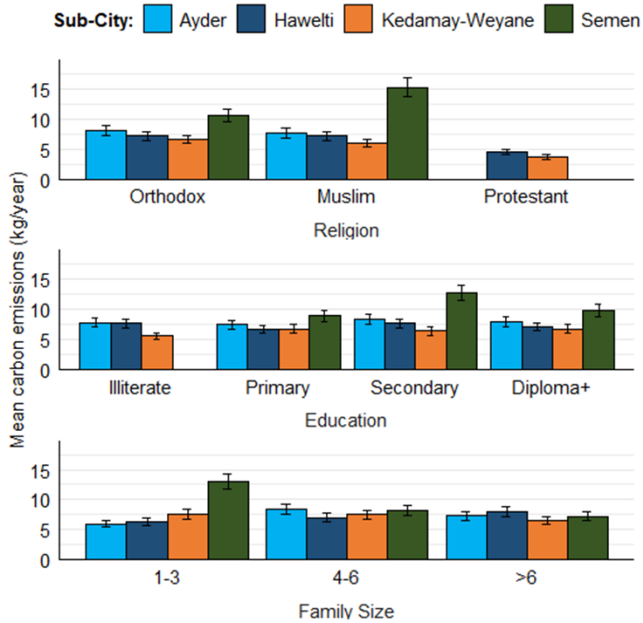 Sub-City: Ayder Hawelti Kedamay-Weyane Semen
Mean carbon emissions (kg/year)
15
10
5
0
Orthodox Muslim Protestant
Religion
15
10
5
0
Illiterate Primary Secondary Diploma+
Education
15
10
5
0
1-3 4-6 >6
Family Size